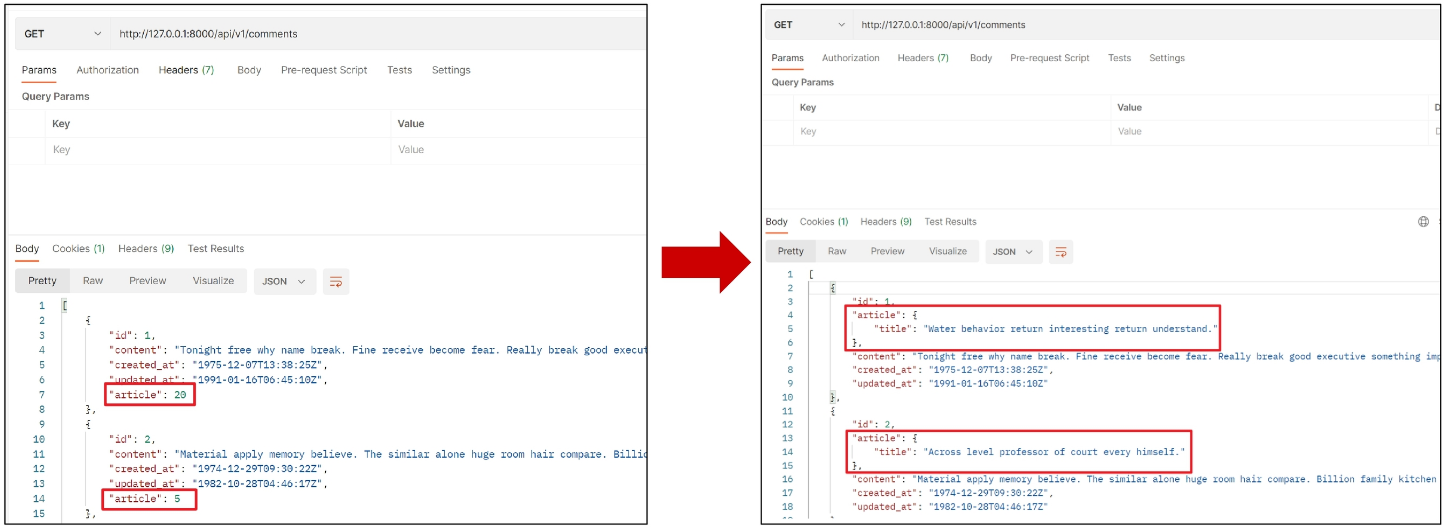 GET http://127.0.0.1:8000/api/v1/comments
Params Authorization Headers (7) Body Pre-request Script Tests Settings
Query Params
Key Value
Key Value
Body Cookies (1) Headers (9) Test Results
Pretty Raw Preview Visualize JSON
1 [
2 {
3 "id": 1,
4 "content": "Tonight free why name break. Fine receive become fear. Really break good execut
5 "created_at": "1975-12-07T13:38:25Z",
6 "updated_at": "1991-01-16T06:45:10Z",
7 "article": 20
8 },
9 {
10 "id": 2,
11 "content": "Material apply memory believe. The similar alone huge room hair compare. Billio
12 "created_at": "1974-12-29T09:30:22Z",
13 "updated_at": "1982-10-28T04:46:17Z",
14 "article": 5
15 },
GET http://127.0.0.1:8000/api/v1/comments
Params Authorization Headers (7) Body Pre-request Script Tests Settings
Query Params
Key Value D
Key Value D
Body Cookies (1) Headers (9) Test Results
Pretty Raw Preview Visualize JSON
1 [
2 {
3 "id": 1,
4 "article": {
5 "title": "Water behavior return interesting return understand."
6 },
7 "content": "Tonight free why name break. Fine receive become fear. Really break good executive something imp
8 "created_at": "1975-12-07T13:38:25Z",
9 "updated_at": "1991-01-16T06:45:10Z"
10 },
11 {
12 "id": 2,
13 "article": {
14 "title": "Across level professor of court every himself."
15 },
16 "content": "Material apply memory believe. The similar alone huge room hair compare. Billion family kitchen
17 "created_at": "1974-12-29T09:30:22Z",
18 "updated_at": "1982-10-28T04:46:17Z"